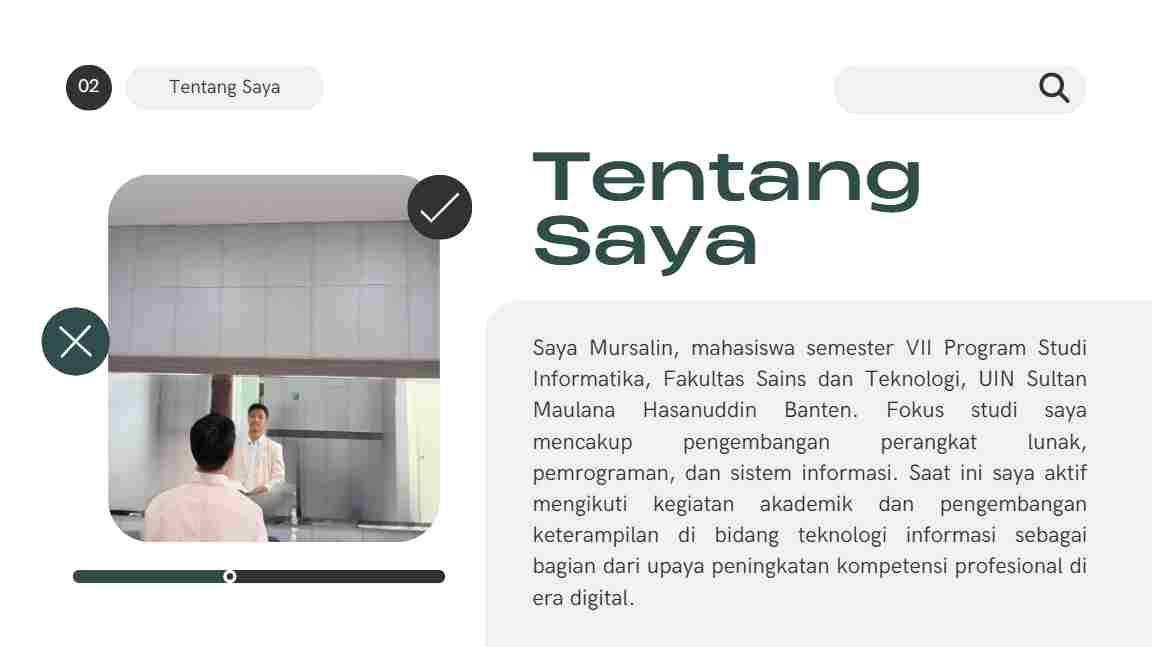 02
Tentang Saya
Tentang
Saya
Saya Mursalin, mahasiswa semester VII Program Studi
Informatika, Fakultas Sains dan Teknologi, UIN Sultan
Maulana Hasanuddin Banten. Fokus studi saya
mencakup pengembangan perangkat lunak,
pemrograman, dan sistem informasi. Saat ini saya aktif
mengikuti kegiatan akademik dan pengembangan
keterampilan di bidang teknologi informasi sebagai
bagian dari upaya peningkatan kompetensi profesional di
era digital.